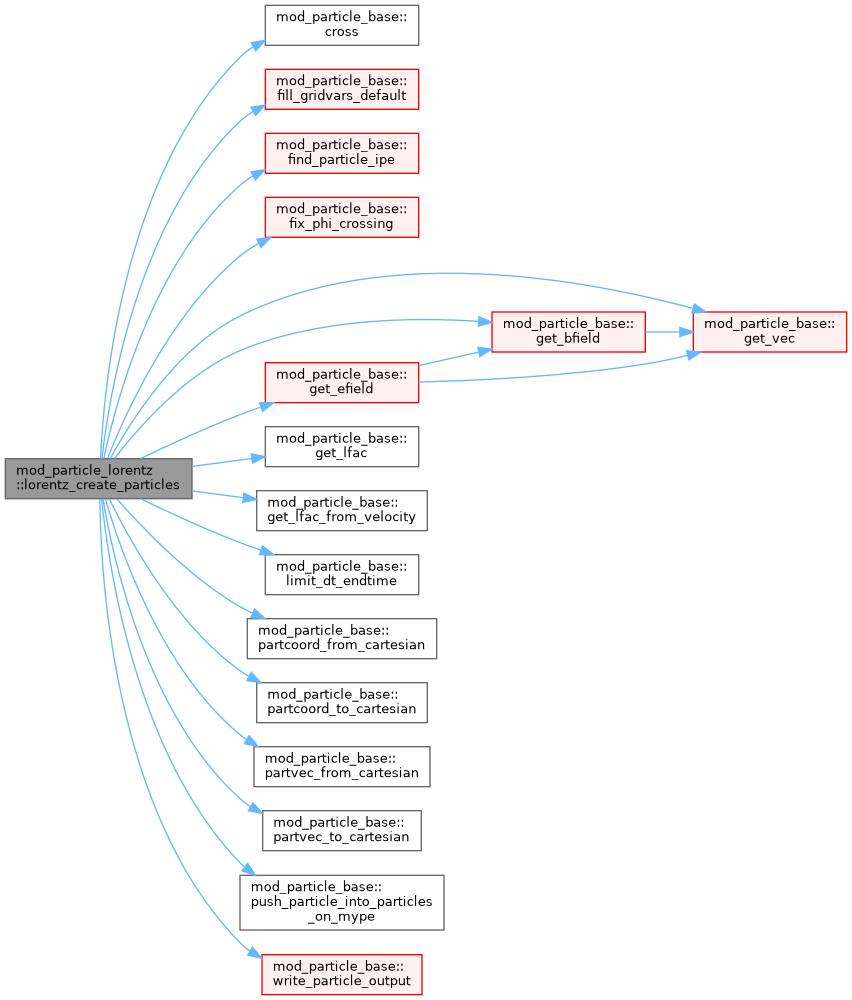 mod_particle_base::
cross
mod_particle_base::
fill_gridvars_default
mod_particle_base::
find_particle_ipe
mod_particle_base::
fix_phi_crossing
mod_particle_base::
get_bfield
mod_particle_base::
get_vec
mod_particle_base::
get_efield
mod_particle_base::
get_lfac
mod_particle_lorentz
::lorentz_create_particles
mod_particle_base::
get_lfac_from_velocity
mod_particle_base::
limit_dt_endtime
mod_particle_base::
partcoord_from_cartesian
mod_particle_base::
partcoord_to_cartesian
mod_particle_base::
partvec_from_cartesian
mod_particle_base::
partvec_to_cartesian
mod_particle_base::
push_particle_into_particles
_on_mype
mod_particle_base::
write_particle_output